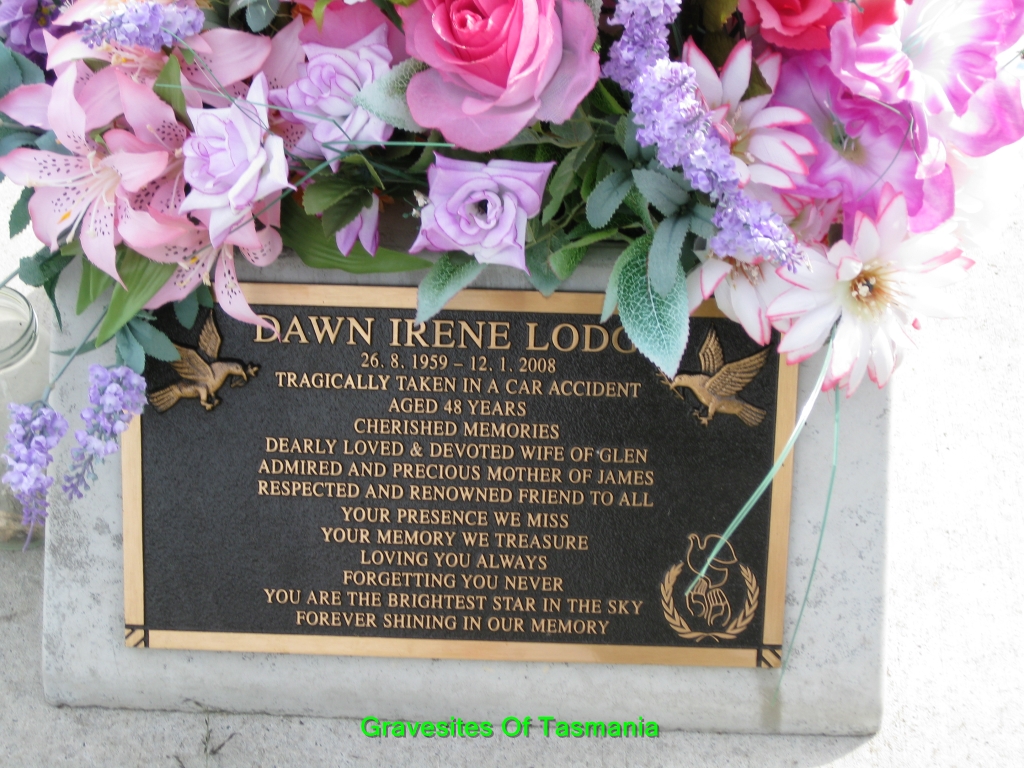 DAWN IRENE
26. 8. 1959 – 12. 1. 2008
TRAGICALLY TAKEN IN A CAR ACCIDENT
AGED 48 YEARS
CHERISHED MEMORIES
DEARLY LOVED & DEVOTED WIFE OF GLEN
ADMIRED AND PRECIOUS MOTHER OF JAMES
RESPECTED AND RENOWNED FRIEND TO ALL
YOUR PRESENCE WE MISS
YOUR MEMORY WE TREASURE
LOVING YOU ALWAYS
FORGETTING YOU NEVER
YOU ARE THE BRIGHTEST STAR IN THE SKY
FOREVER SHINING IN OUR MEMORY
Gravesites Of Tasmania